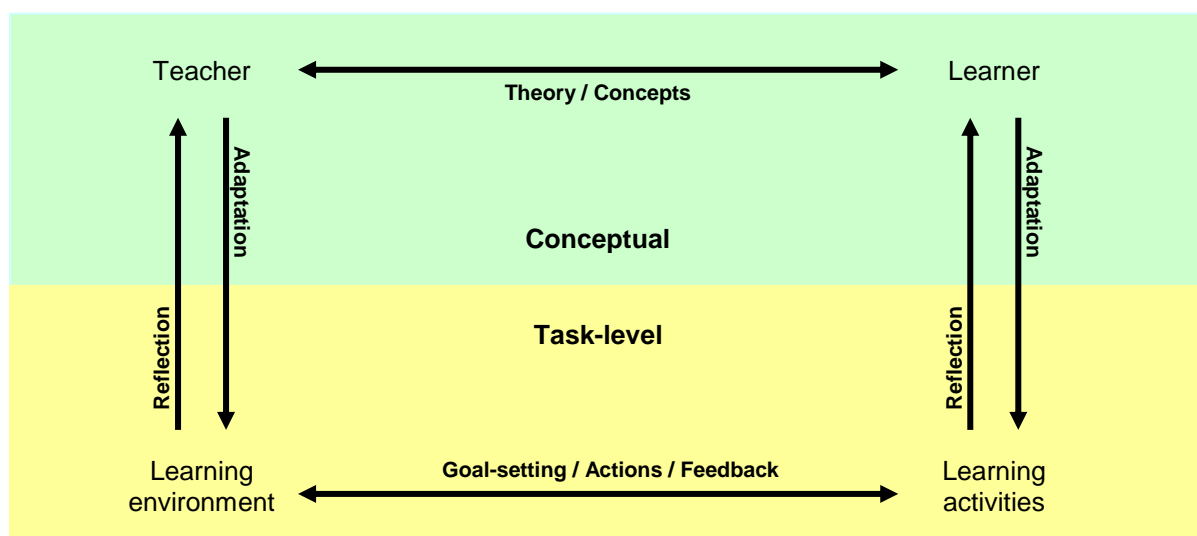 Teacher
Learner
Theory / Concepts
Adaptation
Adaptation
Conceptual
Task-level
Reflection
Reflection
Learning
environment
Goal-setting / Actions / Feedback
Learning
activities